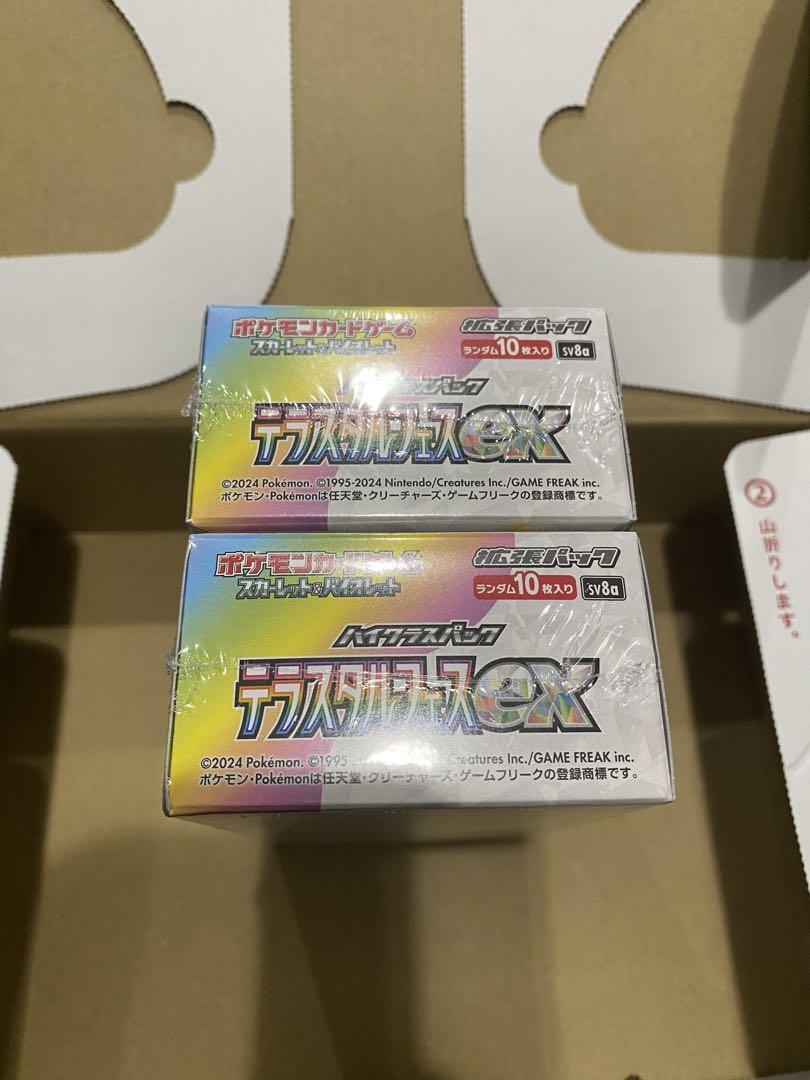 ポケモンカードゲーム
スカーレット&バイオレット
拡張パック
ランダム10枚入り
SV8a
ハイクラスパック
テラスタルフェスex
©2024 Pokémon. ©1995-2024 Nintendo/Creatures Inc./GAME FREAK inc.
ポケモン・Pokémonは任天堂・クリーチャーズ・ゲームフリークの登録商標です。
ポケモンカードゲーム
スカーレット&バイオレット
拡張パック
ランダム10枚入り
SV8a
ハイクラスパック
テラスタルフェスex
©2024 Pokémon. ©1995 Creatures Inc./GAME FREAK inc.
ポケモン・Pokémonは任天堂・クリーチャーズ・ゲームフリークの登録商標です。
②山折りします。